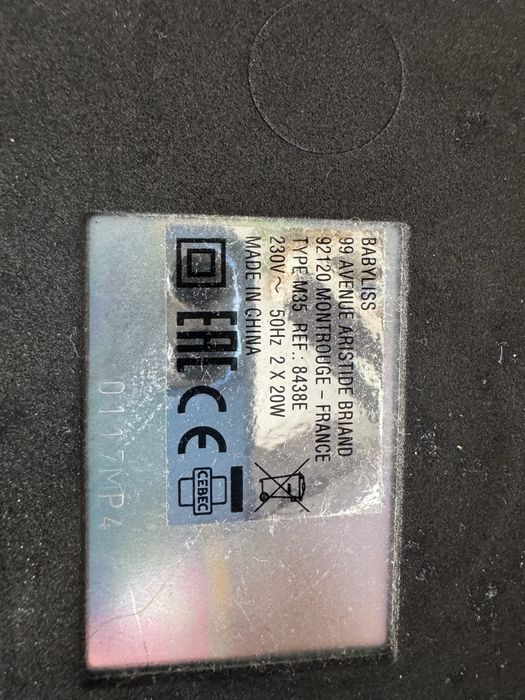 BABYLISS
99 AVENUE ARISTIDE BRIAND
92120 MONTROUGE - FRANCE
TYPE M35 REF.: 8438E
230V ~ 50Hz 2 X 20W
MADE IN CHINA
EAC CE
CEBEC
0117MP4